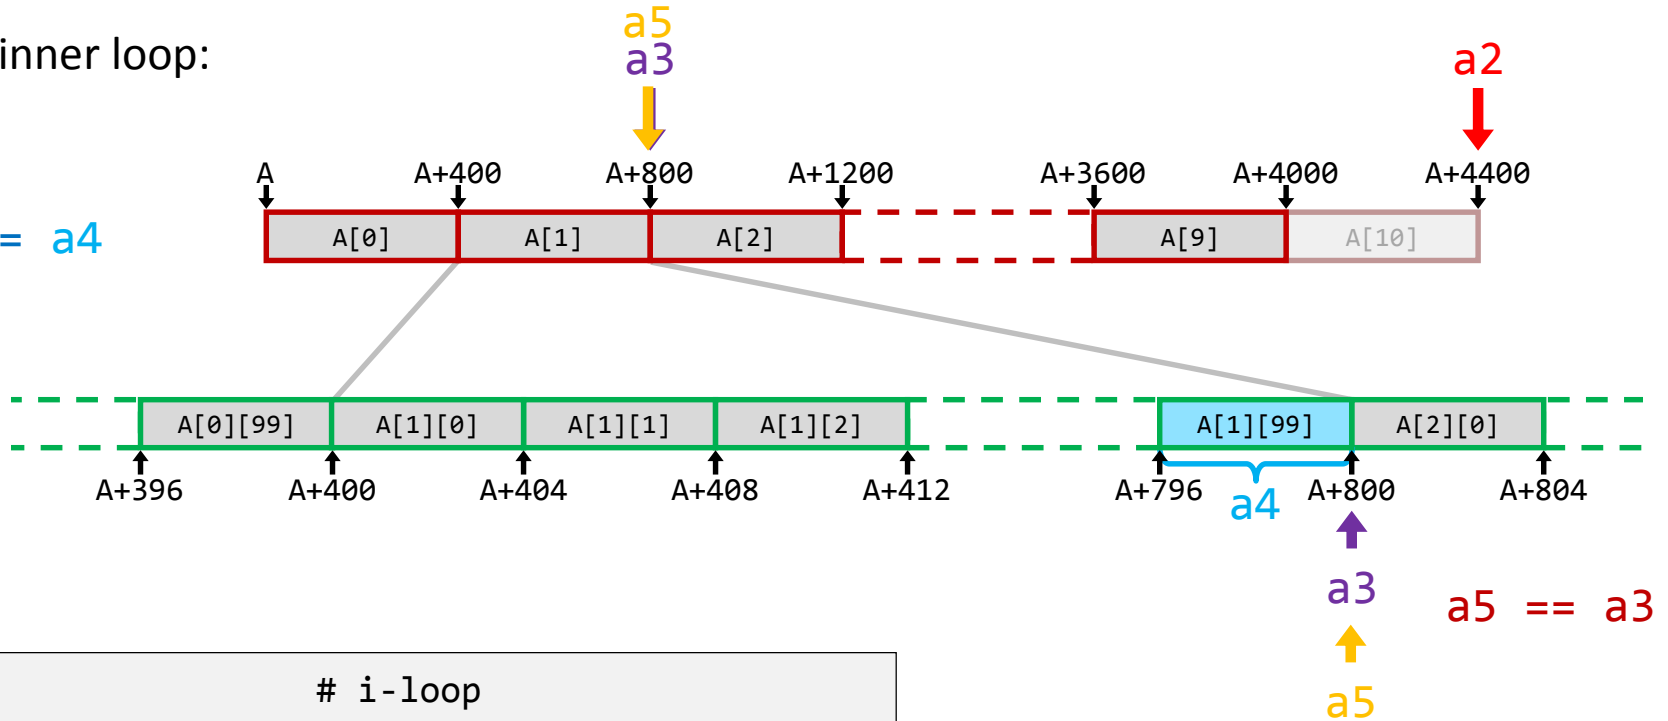 a5
inner loop:
a3
a2
A A+400 A+800 A+1200 A+3600 A+4000 A+4400
= a4
A[0] A[1] A[2] A[9] A[10]
A[0][99] A[1][0] A[1][1] A[1][2] A[1][99] A[2][0]
A+396 A+400 A+404 A+408 A+412 A+796 A+800 A+804
a4
a3
a5 == a3
# i-loop
a5